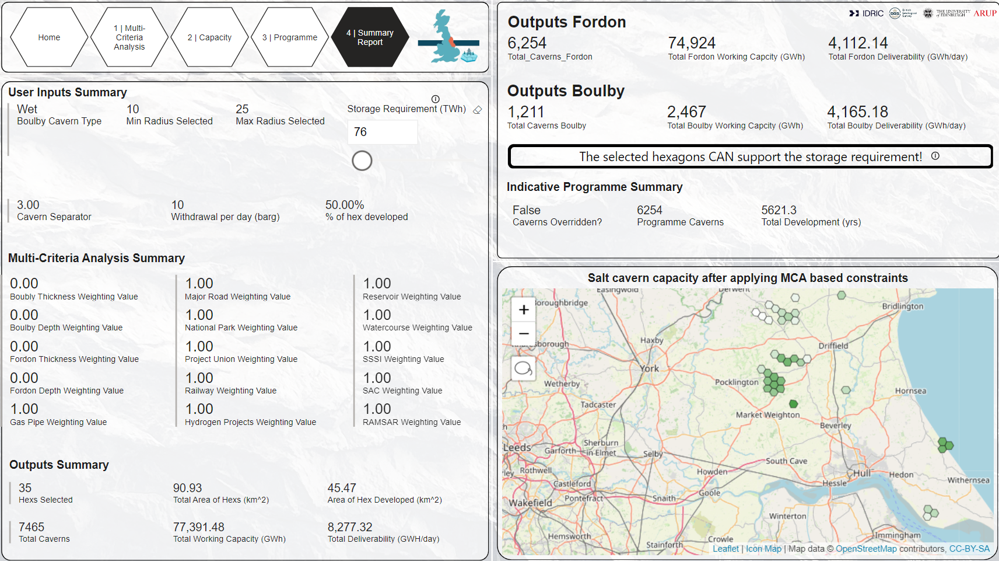 Home
1 | Multi-
Criteria
Analysis
2 | Capacity
3 | Programme
4 | Summary
Report
User Inputs Summary
Wet
Boulby Cavern Type
10
Min Radius Selected
25
Max Radius Selected
Storage Requirement (TWh)
76
3.00
Cavern Separator
10
Withdrawal per day (barg)
50.00%
% of hex developed
Multi-Criteria Analysis Summary
0.00
Boubly Thickness Weighting Value
1.00
Major Road Weighting Value
1.00
Reservoir Weighting Value
0.00
Boulby Depth Weighting Value
1.00
National Park Weighting Value
1.00
Watercourse Weighting Value
0.00
Fordon Thickness Weighting Value
1.00
Project Union Weighting Value
1.00
SSSI Weighting Value
0.00
Fordon Depth Weighting Value
1.00
Railway Weighting Value
1.00
SAC Weighting Value
1.00
Gas Pipe Weighting Value
1.00
Hydrogen Projects Weighting Value
1.00
RAMSAR Weighting Value
Outputs Summary
35
Hexs Selected
90.93
Total Area of Hexs (km^2)
45.47
Area of Hex Developed (km^2)
7465
Total Caverns
77,391.48
Total Working Capacity (GWh)
8,277.32
Total Deliverability (GWH/day)
IDRIC
BGS
British
Geological
Survey
THE UNIVERSITY
of EDINBURGH
ARUP
Outputs Fordon
6,254
Total_Caverns_Fordon
74,924
Total Fordon Working Capcity (GWh)
4,112.14
Total Fordon Deliverability (GWh/day)
Outputs Boulby
1,211
Total Caverns Boulby
2,467
Total Boulby Working Capcity (GWh)
4,165.18
Total Boulby Deliverability (GWh/day)
The selected hexagons CAN support the storage requirement!
Indicative Programme Summary
False
Caverns Overridden?
6254
Programme Caverns
5621.3
Total Development (yrs)
Salt cavern capacity after applying MCA based constraints
Easingwold
Derwent
+
−
oroughbridge
Bridlington
Haxby
sborough
Driffield
York
Wetherby
Pocklington
Hornsea
Tadcaster
Market Weighton
Beverley
Leeds
Sherburn
-in-Elmet
Garforth
Selby
South Cave
Rothwell
Howden
Hull
Hedon
Withernsea
Castleford
Hessle
Goole
Wakefield
Pontefract
Snaith
Winterton
Hemsworth
Immingham
Crowle
Stainforth
Leaflet | Icon Map | Map data © OpenStreetMap contributors, CC-BY-SA